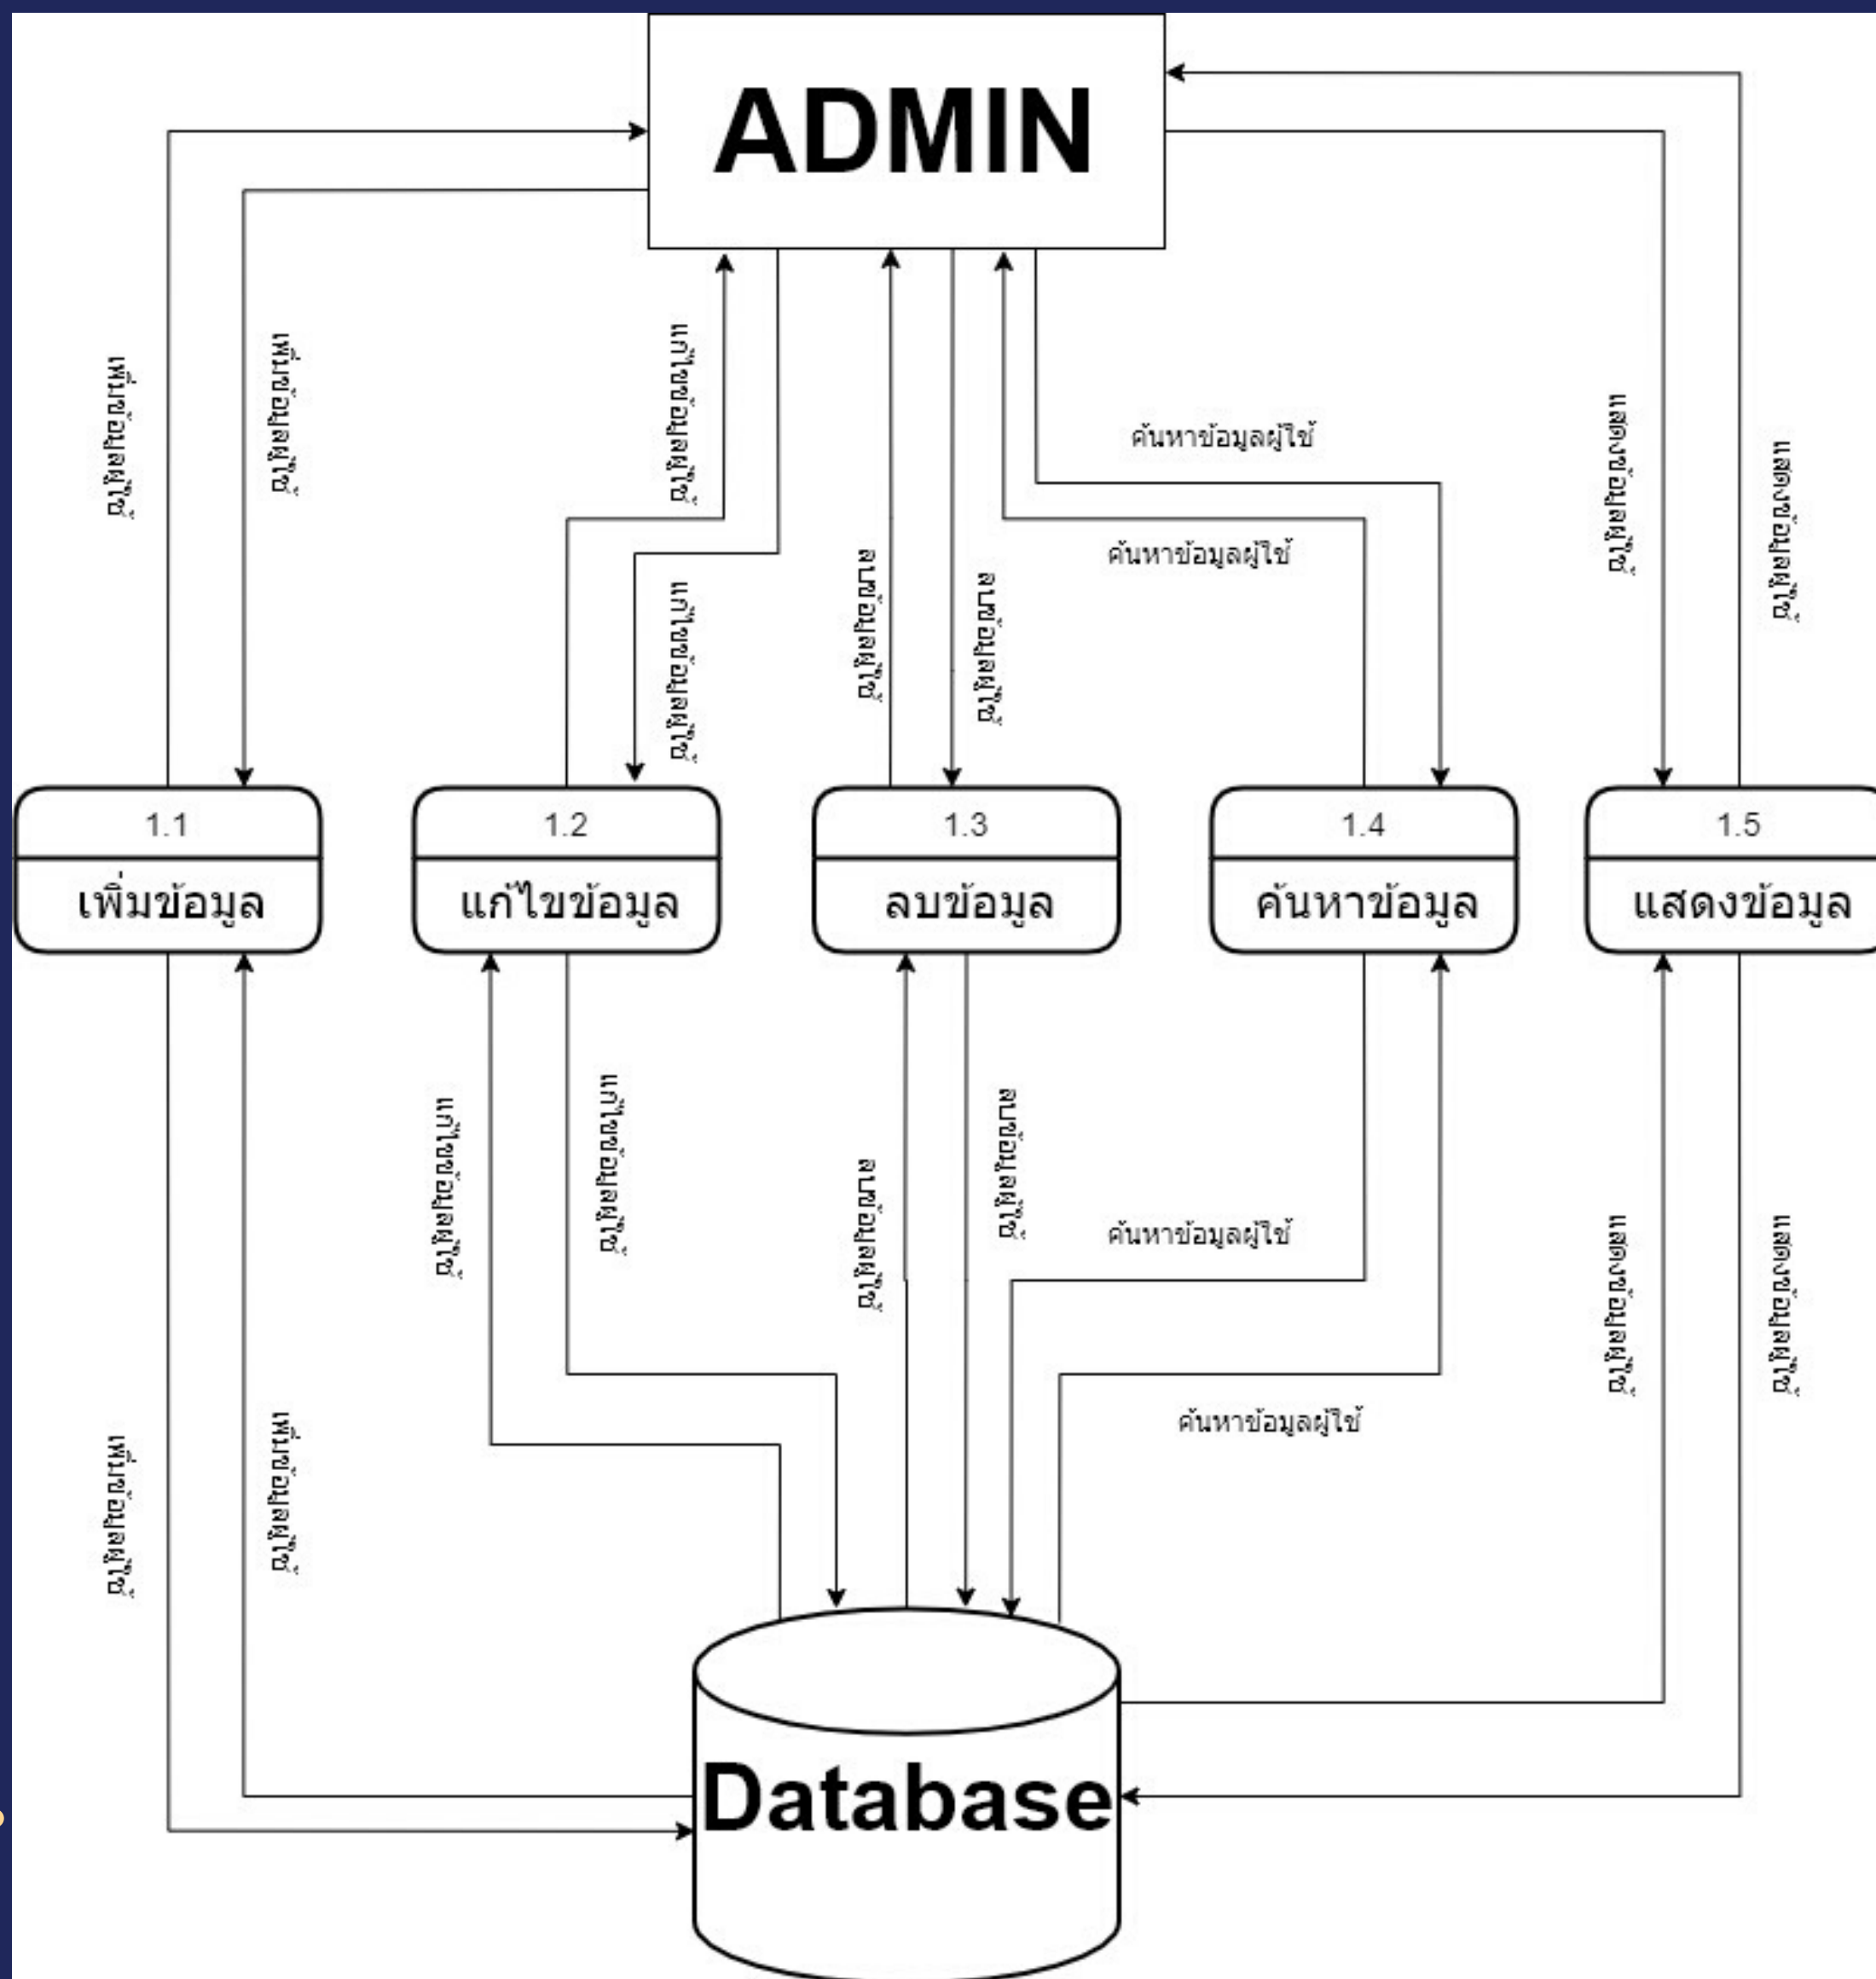 ADMIN
เพิ่มข้อมูลผู้ใช้
เพิ่มข้อมูลผู้ใช้
แก้ไขข้อมูลผู้ใช้
แก้ไขข้อมูลผู้ใช้
ลบข้อมูลผู้ใช้
ลบข้อมูลผู้ใช้
ค้นหาข้อมูลผู้ใช้
ค้นหาข้อมูลผู้ใช้
แสดงข้อมูลผู้ใช้
แสดงข้อมูลผู้ใช้
1.1
เพิ่มข้อมูล
1.2
แก้ไขข้อมูล
1.3
ลบข้อมูล
1.4
ค้นหาข้อมูล
1.5
แสดงข้อมูล
เพิ่มข้อมูลผู้ใช้
เพิ่มข้อมูลผู้ใช้
แก้ไขข้อมูลผู้ใช้
แก้ไขข้อมูลผู้ใช้
ลบข้อมูลผู้ใช้
ลบข้อมูลผู้ใช้
ค้นหาข้อมูลผู้ใช้
ค้นหาข้อมูลผู้ใช้
แสดงข้อมูลผู้ใช้
แสดงข้อมูลผู้ใช้
Database